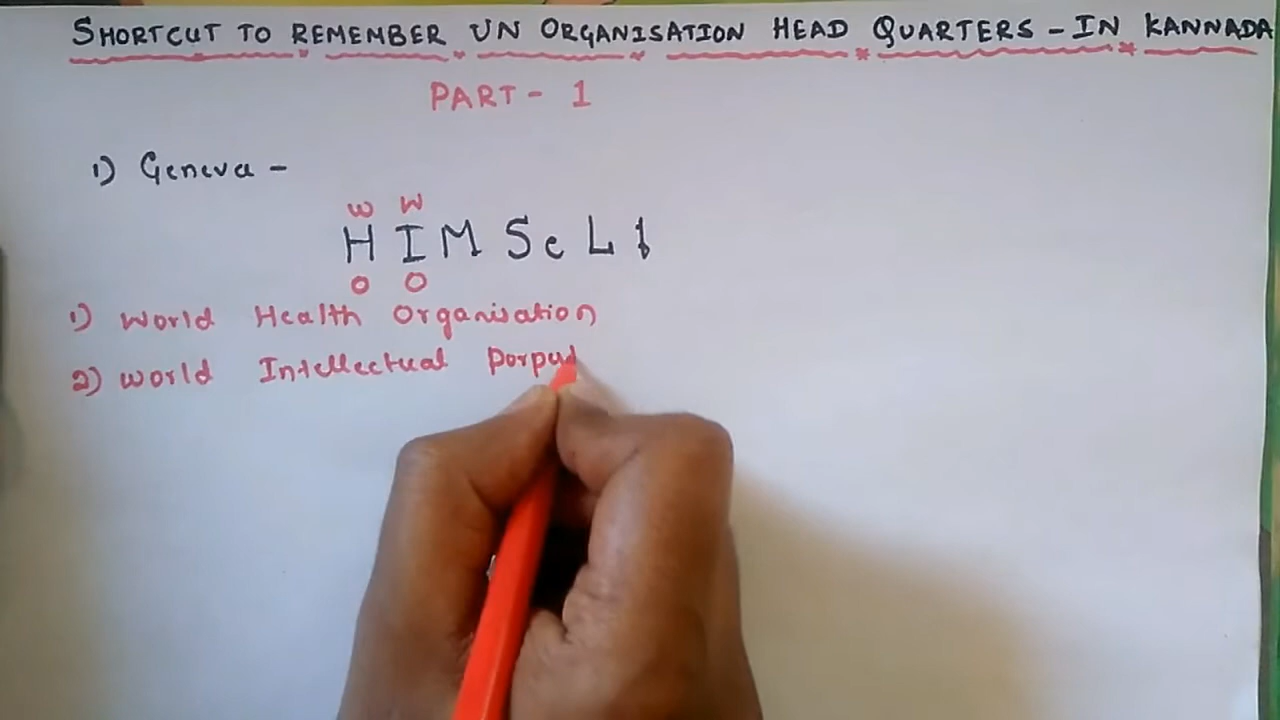 SHORTCUT TO REMEMBER UN ORGANISATION HEAD QUARTERS - IN KANNADA
PART - 1
1) Geneva -
W W
H I M S c L
O O
1) World Health Organisation
2) World Intellectual